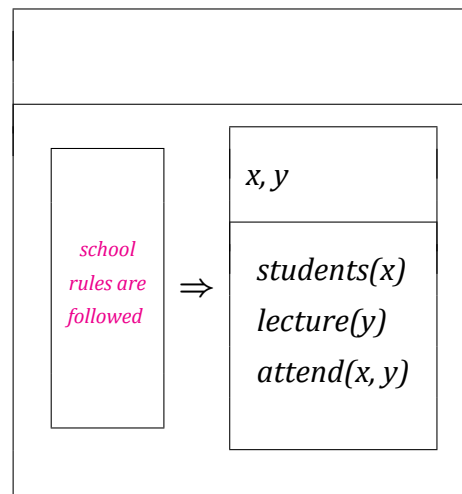 x, y
school
rules are
followed
⇒
students(x)
lecture(y)
attend(x, y)